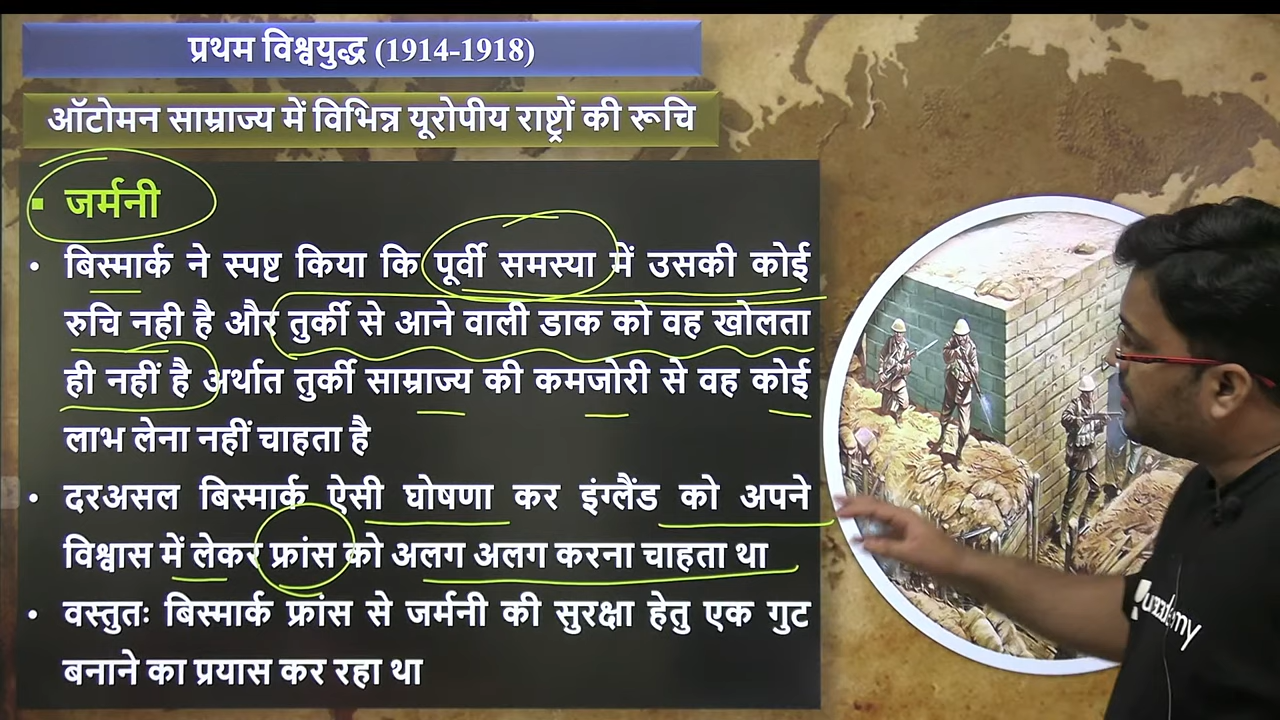 प्रथम विश्वयुद्ध (1914-1918)
ऑटोमन साम्राज्य में विभिन्न यूरोपीय राष्ट्रों की रूचि
▪ जर्मनी
• बिस्मार्क ने स्पष्ट किया कि पूर्वी समस्या में उसकी कोई
रुचि नही है और तुर्की से आने वाली डाक को वह खोलता
ही नहीं है अर्थात तुर्की साम्राज्य की कमजोरी से वह कोई
लाभ लेना नहीं चाहता है
• दरअसल बिस्मार्क ऐसी घोषणा कर इंग्लैंड को अपने
विश्वास में लेकर फ्रांस को अलग अलग करना चाहता था
• वस्तुतः बिस्मार्क फ्रांस से जर्मनी की सुरक्षा हेतु एक गुट
बनाने का प्रयास कर रहा था